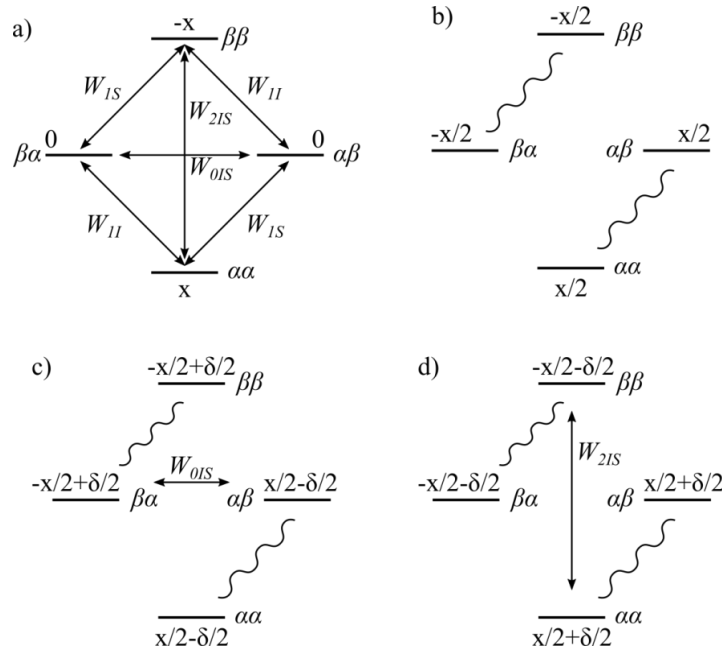 a)
-x
ββ
W1S
W1I
W2IS
0
0
βα
αβ
W0IS
W1I
W1S
αα
x
b)
-x/2
ββ
-x/2
βα
αβ
x/2
αα
x/2
c)
-x/2+δ/2
ββ
W0IS
-x/2+δ/2
βα
αβ
x/2-δ/2
αα
x/2-δ/2
d)
-x/2-δ/2
ββ
W2IS
-x/2-δ/2
βα
αβ
x/2+δ/2
αα
x/2+δ/2